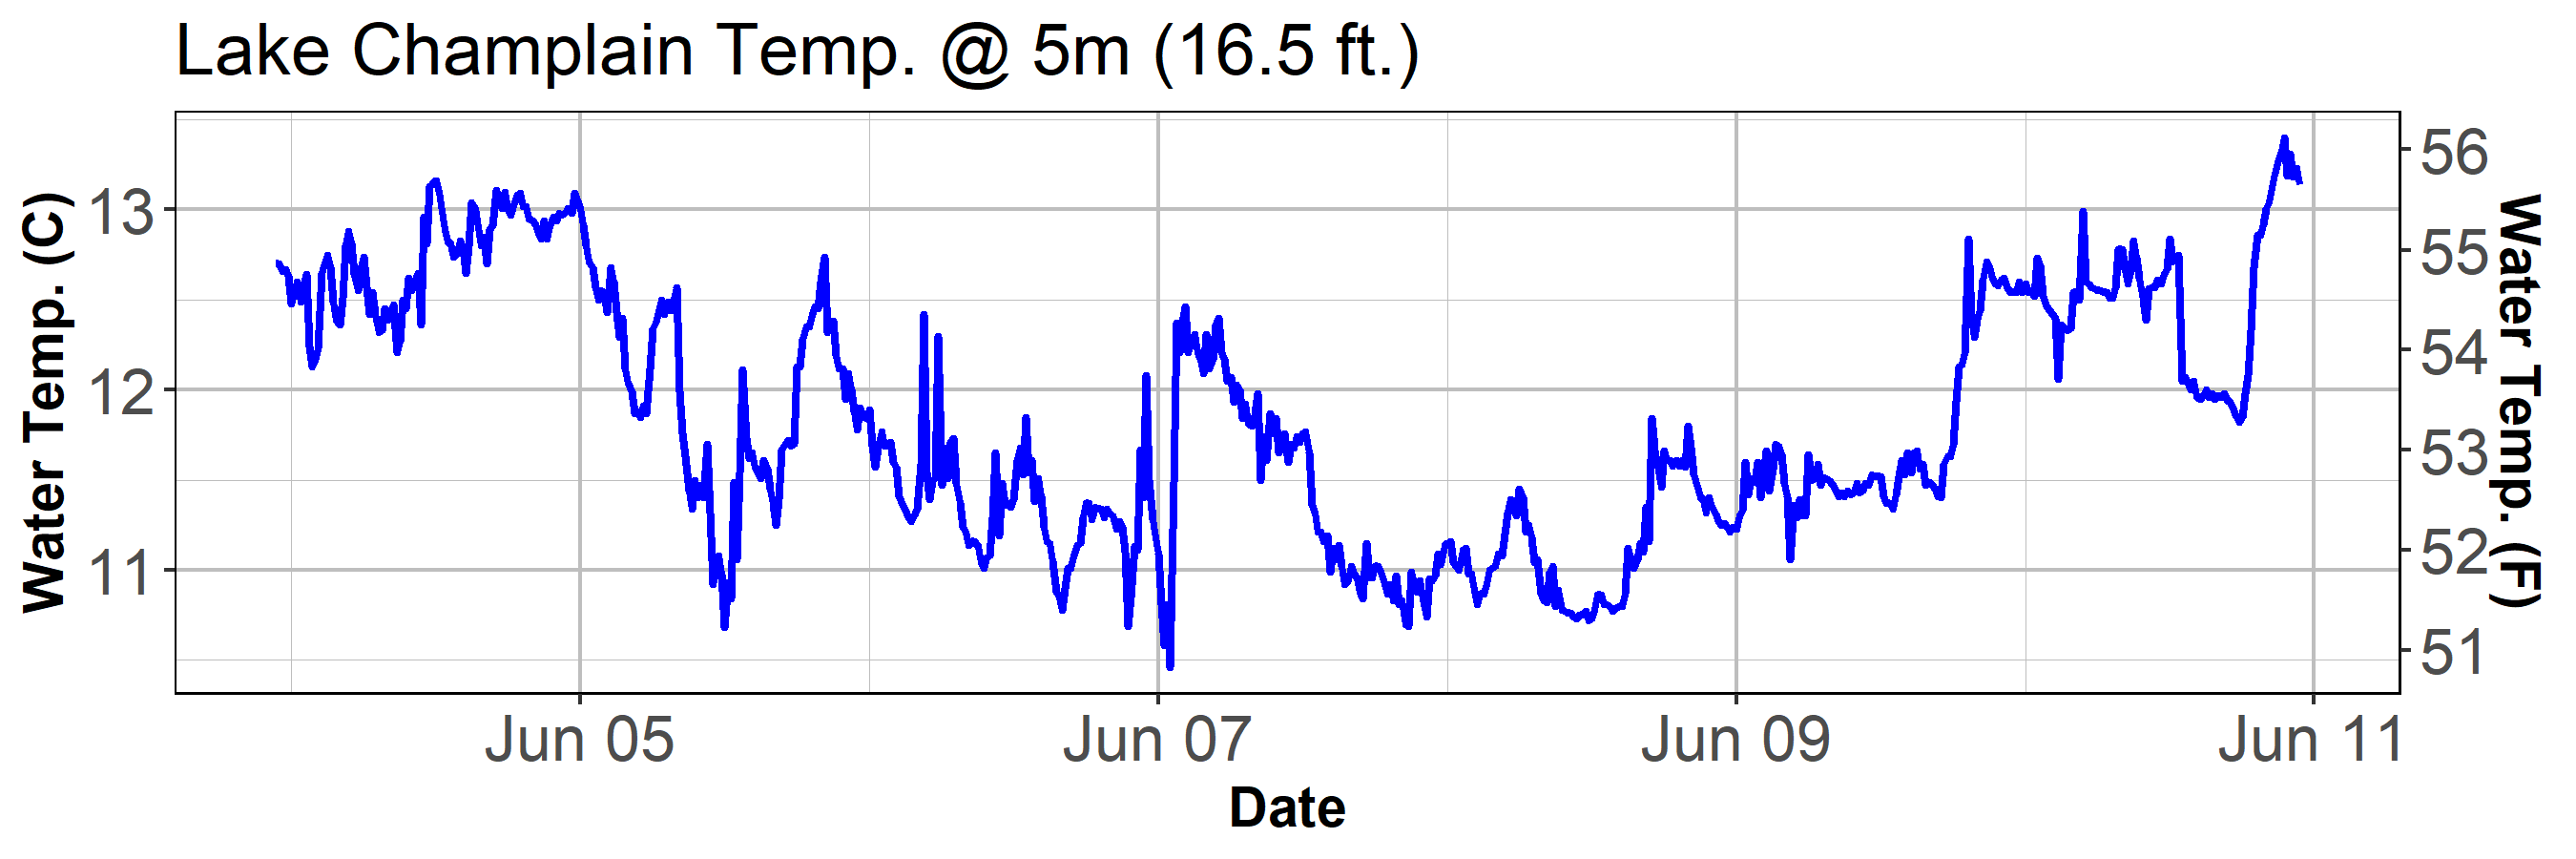 Lake Champlain Temp. @ 5m (16.5 ft.)
Water Temp. (C)
13
12
11
56
55
54
53
52
51
Water Temp. (F)
Jun 05 Jun 07 Jun 09 Jun 11
Date